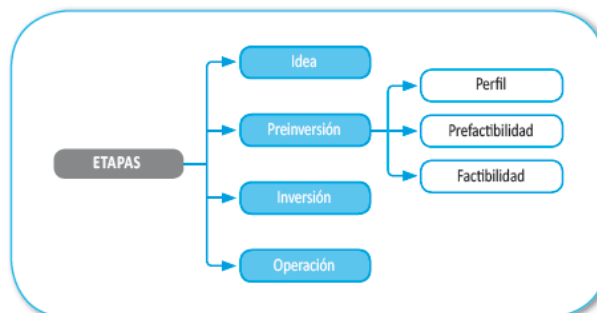 ETAPAS
Idea
Preinversión
Inversión
Operación
Perfil
Prefactibilidad
Factibilidad